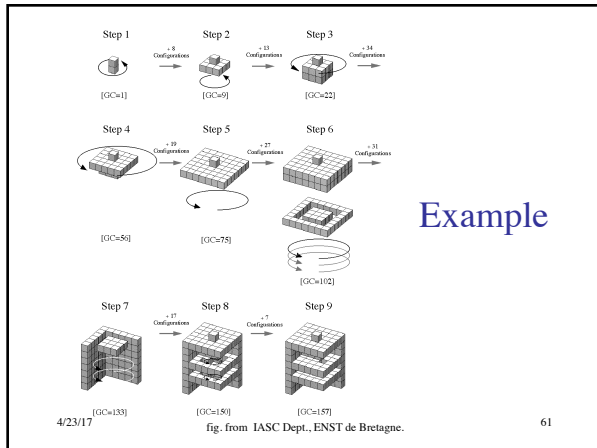 Step 1
Step 2
Step 3
+ 8
Configurations
+ 13
Configurations
+ 34
Configurations
[GC=1]
[GC=9]
[GC=22]
Step 4
Step 5
Step 6
+ 19
Configurations
+ 27
Configurations
+ 31
Configurations
Example
[GC=56]
[GC=75]
[GC=102]
Step 7
Step 8
Step 9
+ 17
Configurations
+ 7
Configurations
[GC=133]
[GC=150]
[GC=157]
4/23/17
fig. from IASC Dept., ENST de Bretagne.
61